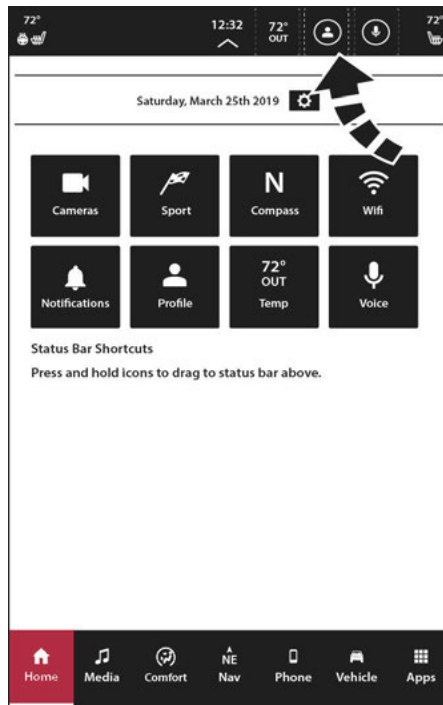 72°
12:32
72°
OUT
72°
Saturday, March 25th 2019
N
Cameras
Sport
Compass
Wifi
72°
OUT
Notifications
Profile
Temp
Voice
Status Bar Shortcuts
Press and hold icons to drag to status bar above.
NE
Home
Media
Comfort
Nav
Phone
Vehicle
Apps